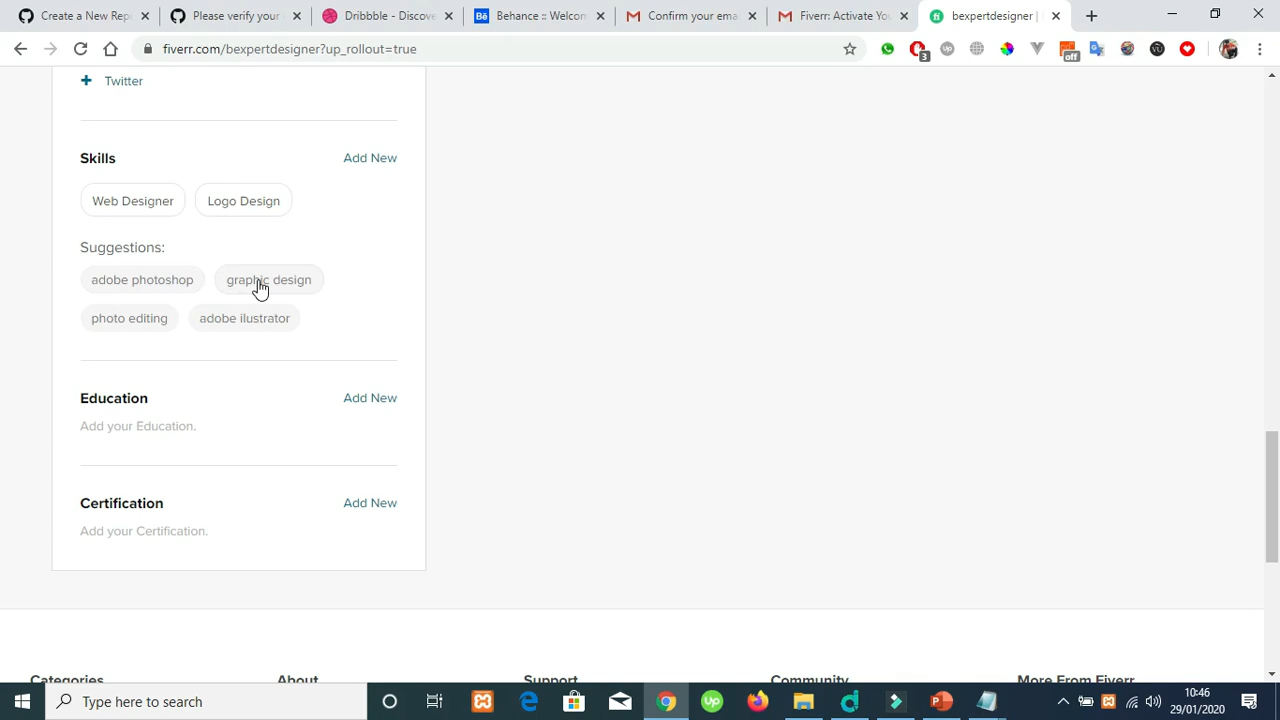 Create a New Rep
Please verify your
Dribbble - Discove
Behance :: Welcom
Confirm your ema
Fiverr: Activate Yo
bexpertdesigner |
fiverr.com/bexpertdesigner?up_rollout=true
3
off
+ Twitter
Skills
Add New
Web Designer
Logo Design
Suggestions:
adobe photoshop
graphic design
photo editing
adobe ilustrator
Education
Add New
Add your Education.
Certification
Add New
Add your Certification.
Categories
About
Support
Community
More From Fiverr
Type here to search
10:46
29/01/2020